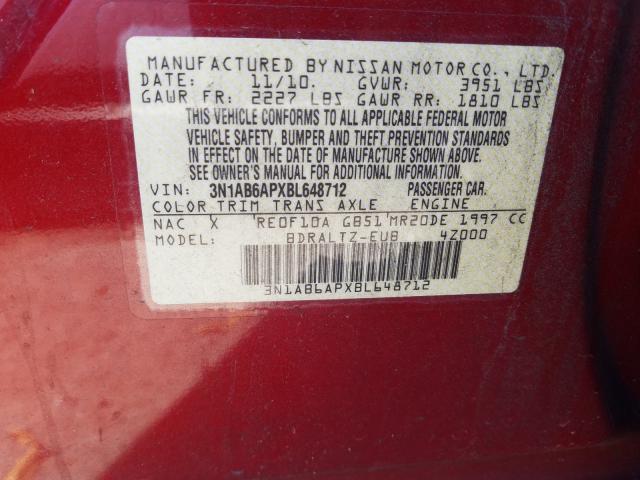 MANUFACTURED BY NISSAN MOTOR CO., LTD.
DATE: 11/10. GVWR: 3951 LBS
GAWR FR: 2227 LBS GAWR RR: 1810 LBS
THIS VEHICLE CONFORMS TO ALL APPLICABLE FEDERAL MOTOR
VEHICLE SAFETY, BUMPER AND THEFT PREVENTION STANDARDS
IN EFFECT ON THE DATE OF MANUFACTURE SHOWN ABOVE.
SEE OWNER'S MANUAL FOR ADDITIONAL INFORMATION.
VIN: 3N1AB6APXBL648712 PASSENGER CAR.
COLOR TRIM TRANS AXLE ENGINE
NAC X RE0F10A GB51 MR20DE 1997 CC
MODEL: BDRALTZ-EUB 4Z000
3N1AB6APXBL648712